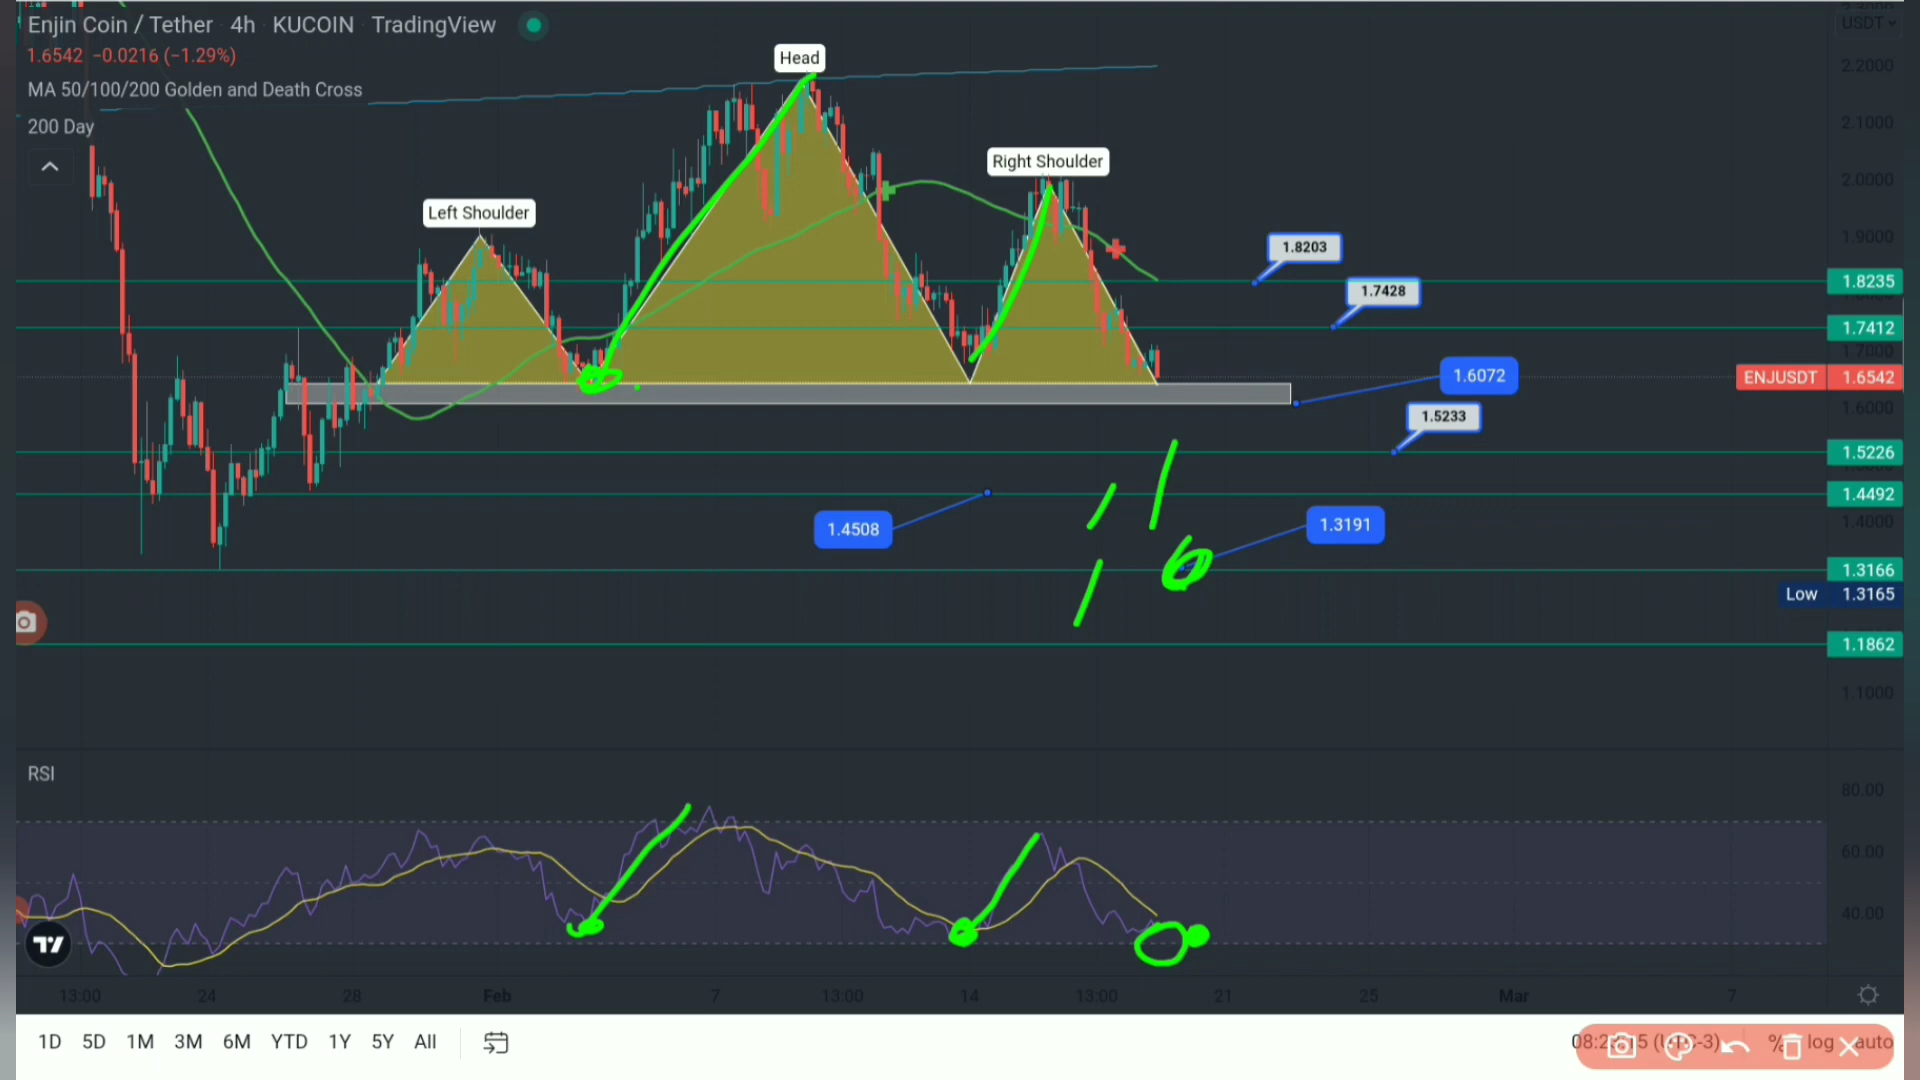 Enjin Coin / Tether 4h KUCOIN TradingView
USDT
1.6542 −0.0216 (−1.29%)
MA 50/100/200 Golden and Death Cross
200 Day
Head
Right Shoulder
Left Shoulder
2.2000
2.1000
2.0000
1.9000
1.8203
1.8235
1.7428
1.7412
1.7000
1.6072
ENJUSDT 1.6542
1.6000
1.5233
1.5226
1.4492
1.4508
1.4000
1.3191
1.3166
Low 1.3165
1.1862
1.1000
RSI
80.00
60.00
40.00
13:00 24 28 Feb 7 13:00 14 13:00 21 25 Mar 7
1D 5D 1M 3M 6M YTD 1Y 5Y All
% log auto